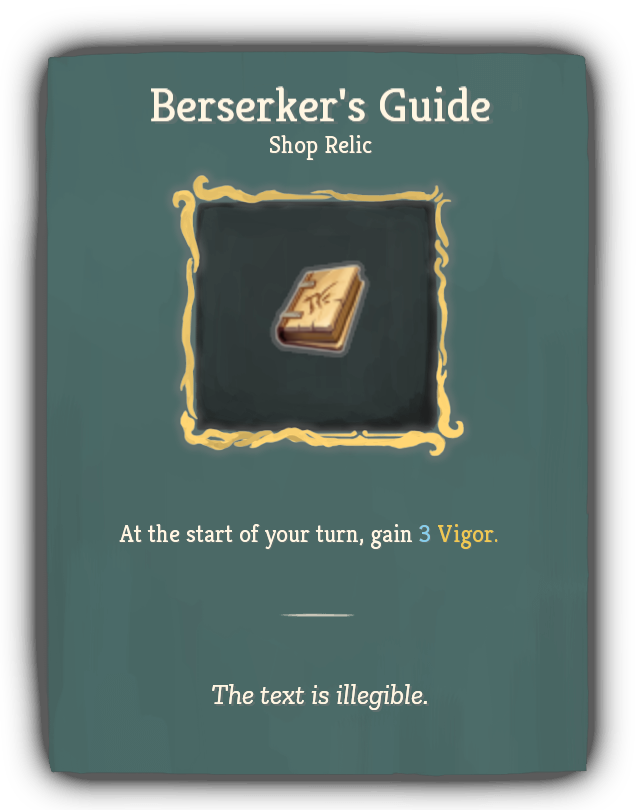 Berserker's Guide
Shop Relic
At the start of your turn, gain 3 Vigor.
The text is illegible.